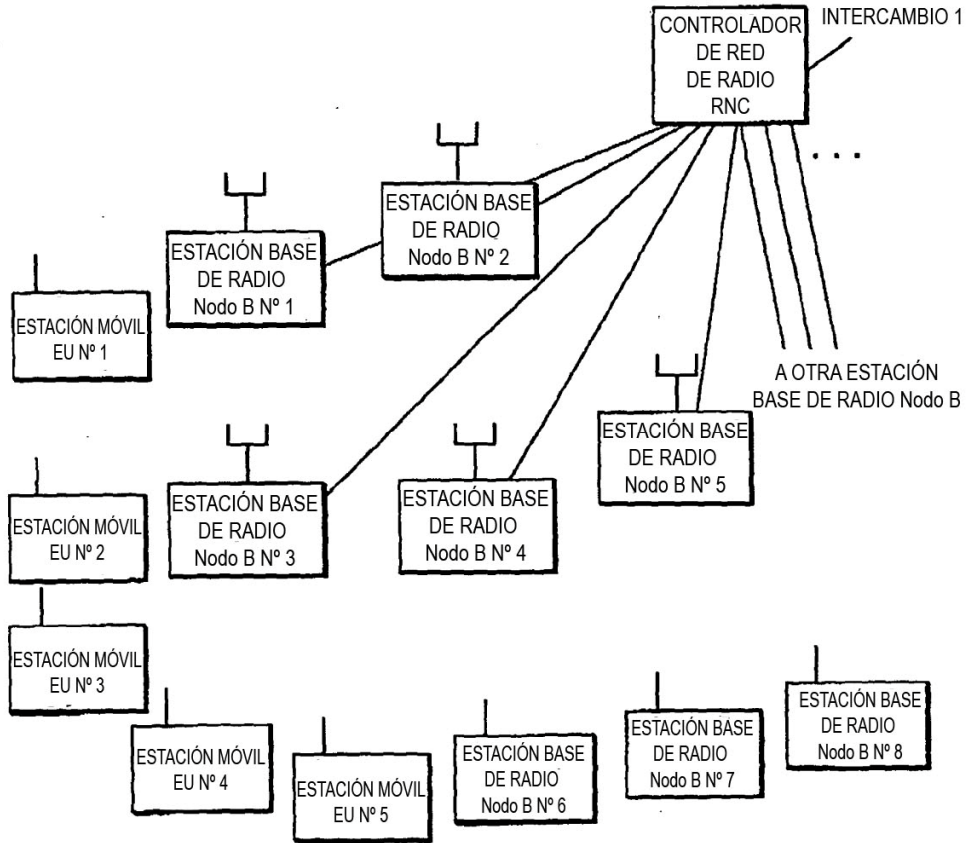 CONTROLADOR
DE RED
DE RADIO
RNC
INTERCAMBIO 1
ESTACIÓN BASE
DE RADIO
Nodo B Nº 2
ESTACIÓN BASE
DE RADIO
Nodo B Nº 1
ESTACIÓN MÓVIL
EU Nº 1
...
A OTRA ESTACIÓN
BASE DE RADIO Nodo B
ESTACIÓN BASE
DE RADIO
Nodo B Nº 5
ESTACIÓN BASE
DE RADIO
Nodo B Nº 3
ESTACIÓN BASE
DE RADIO
Nodo B Nº 4
ESTACIÓN MÓVIL
EU Nº 2
ESTACIÓN MÓVIL
EU Nº 3
ESTACIÓN MÓVIL
EU Nº 4
ESTACIÓN MÓVIL
EU Nº 5
ESTACIÓN BASE
DE RADIO
Nodo B Nº 6
ESTACIÓN BASE
DE RADIO
Nodo B Nº 7
ESTACIÓN BASE
DE RADIO
Nodo B Nº 8